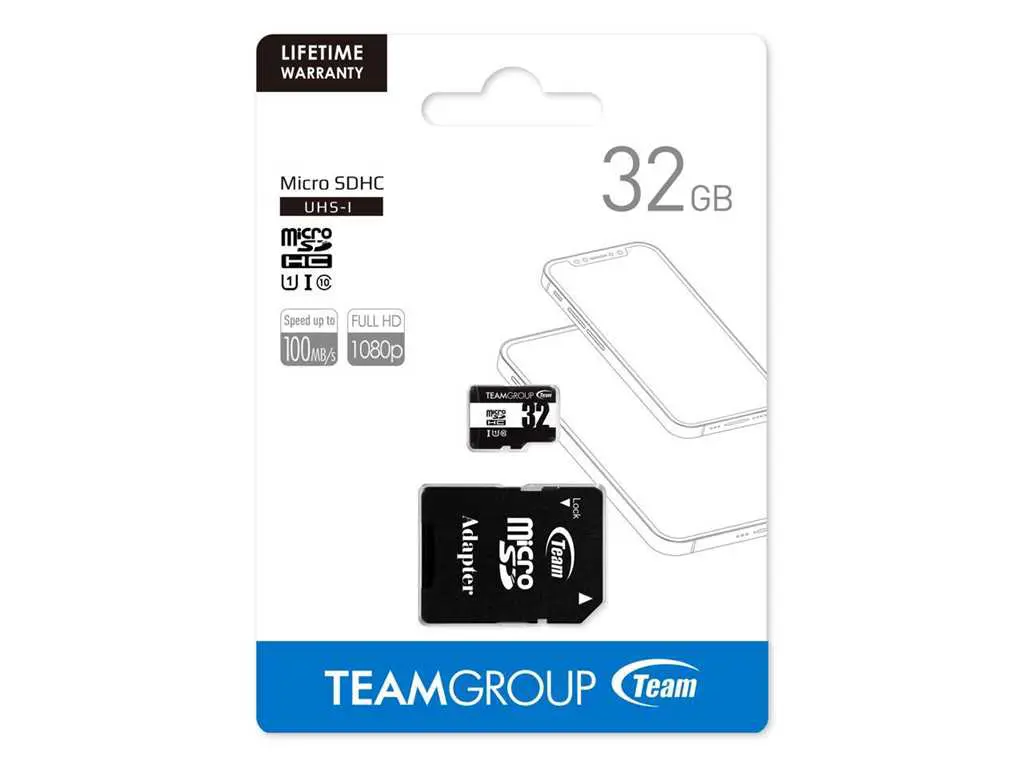 LIFETIME
WARRANTY
32GB
Micro SDHC
UHS-I
Micro
SD
HC
U1 I 10
Speed up to
100MB/s
FULL HD
1080p
TEAMGROUP Team
Micro
SD
HC
32
I U1 10
Lock
Team
Micro
SD
Adapter
TEAMGROUP Team